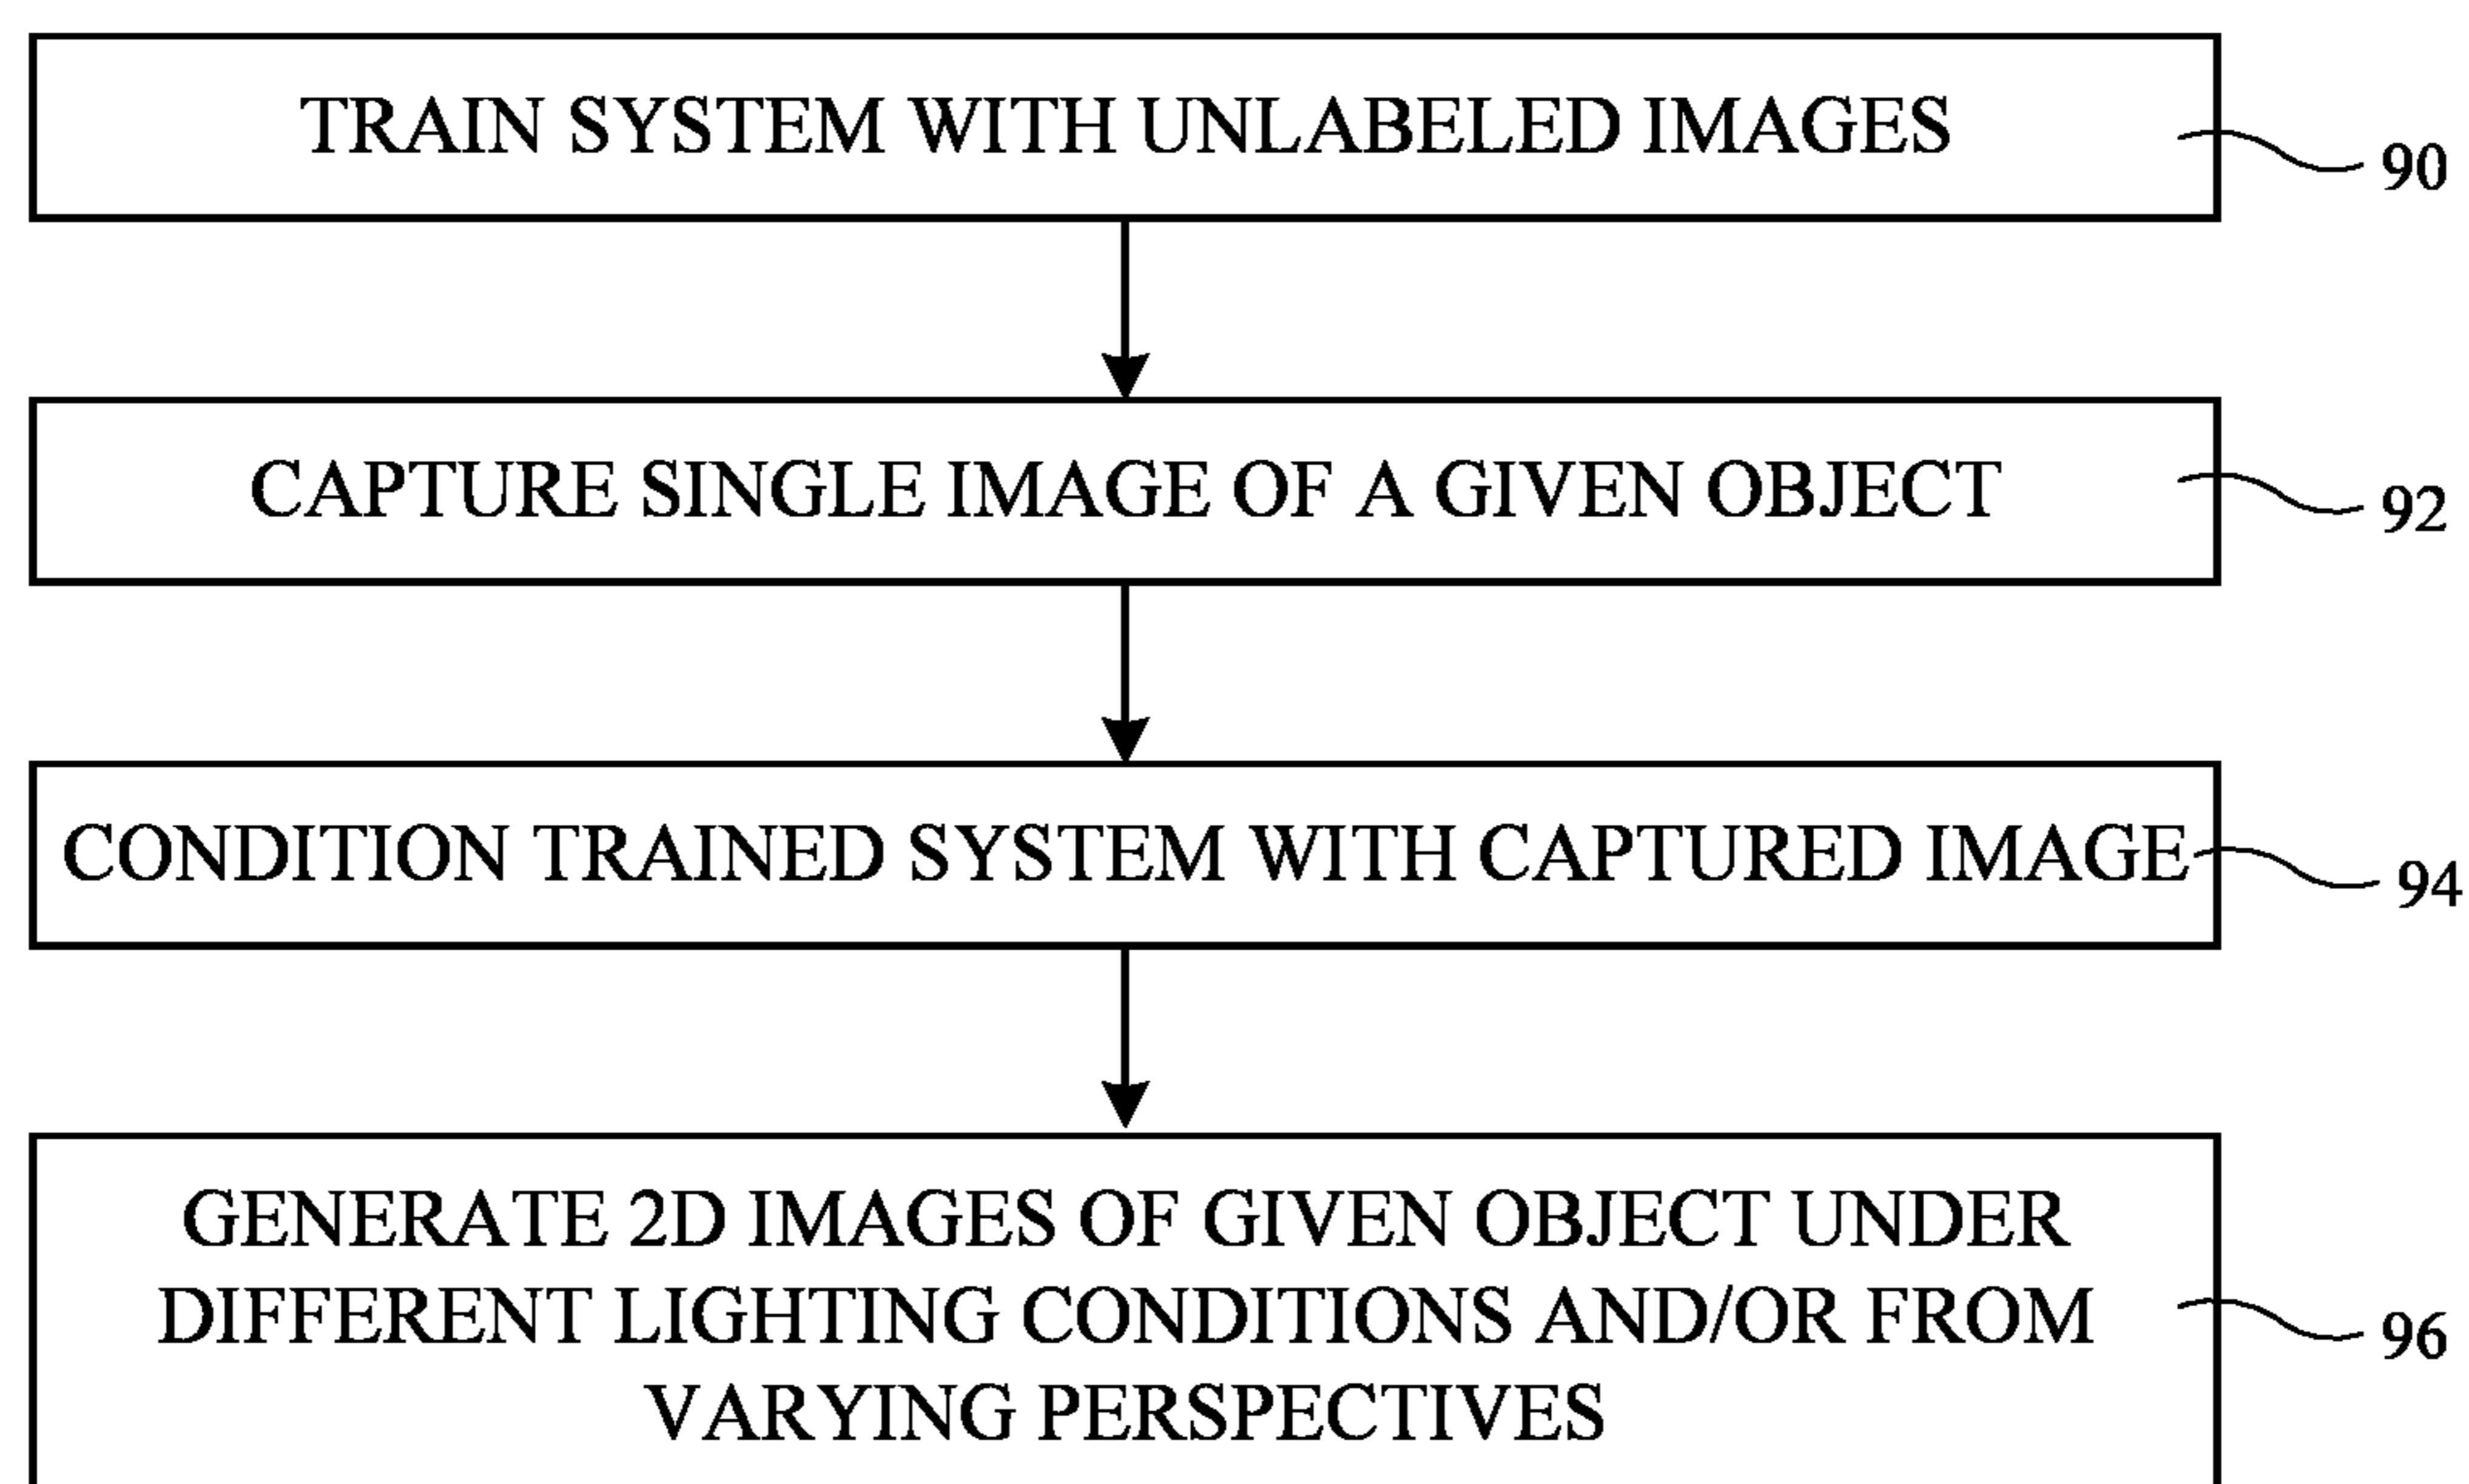 TRAIN SYSTEM WITH UNLABELED IMAGES
90
CAPTURE SINGLE IMAGE OF A GIVEN OBJECT
92
CONDITION TRAINED SYSTEM WITH CAPTURED IMAGE
94
GENERATE 2D IMAGES OF GIVEN OBJECT UNDER
DIFFERENT LIGHTING CONDITIONS AND/OR FROM
VARYING PERSPECTIVES
96